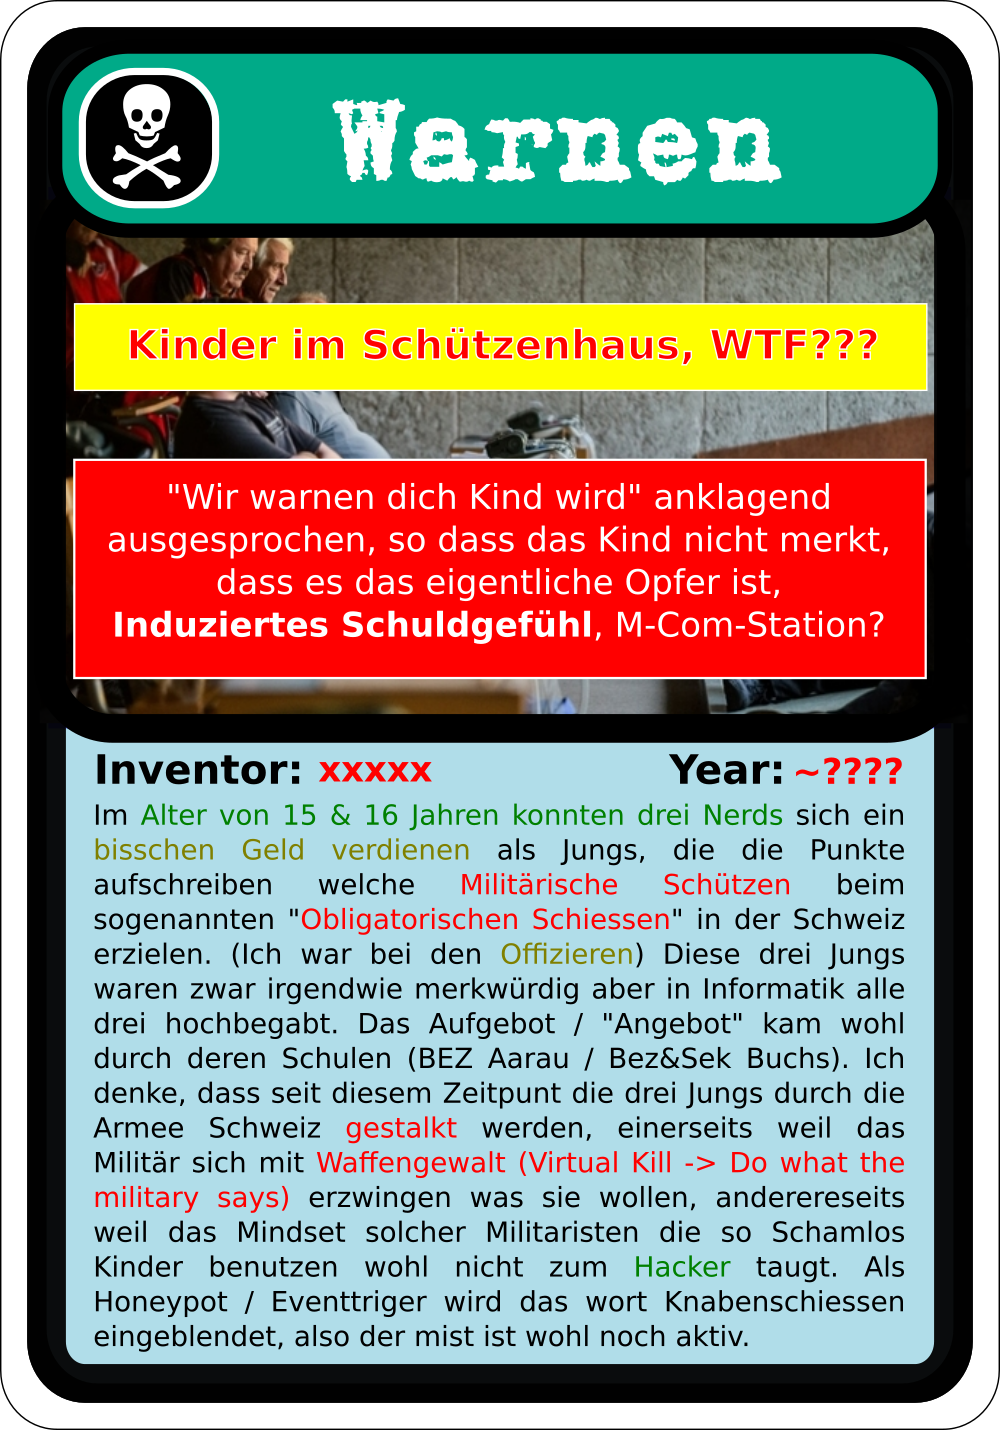 Warnen
Kinder im Schützenhaus, WTF???
"Wir warnen dich Kind wird" anklagend
ausgesprochen, so dass das Kind nicht merkt,
dass es das eigentliche Opfer ist,
Induziertes Schuldgefühl, M-Com-Station?
Inventor: xxxxx Year: ~????
Im Alter von 15 & 16 Jahren konnten drei Nerds sich ein
bisschen Geld verdienen als Jungs, die die Punkte
aufschreiben welche Militärische Schützen beim
sogenannten "Obligatorischen Schiessen" in der Schweiz
erzielen. (Ich war bei den Offizieren) Diese drei Jungs
waren zwar irgendwie merkwürdig aber in Informatik alle
drei hochbegabt. Das Aufgebot / "Angebot" kam wohl
durch deren Schulen (BEZ Aarau / Bez&Sek Buchs). Ich
denke, dass seit diesem Zeitpunt die drei Jungs durch die
Armee Schweiz gestalkt werden, einerseits weil das
Militär sich mit Waffengewalt (Virtual Kill -> Do what the
military says) erzwingen was sie wollen, anderereseits
weil das Mindset solcher Militaristen die so Schamlos
Kinder benutzen wohl nicht zum Hacker taugt. Als
Honeypot / Eventtriger wird das wort Knabenschiessen
eingeblendet, also der mist ist wohl noch aktiv.